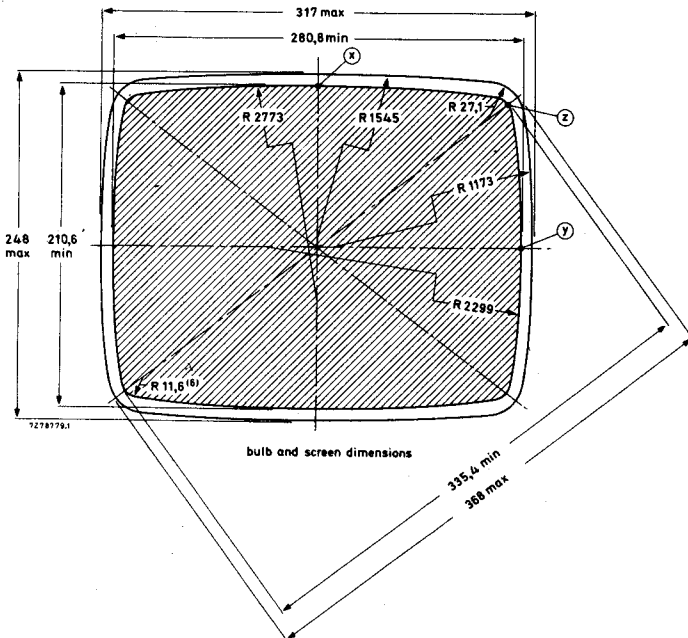 317 max
280,8 min
x
R 2773
R 1545
R 27,1
z
R 1173
248
max
210,6
min
y
R 2299
R 11,6 (6)
7Z78779.1
bulb and screen dimensions
335,4 min
368 max